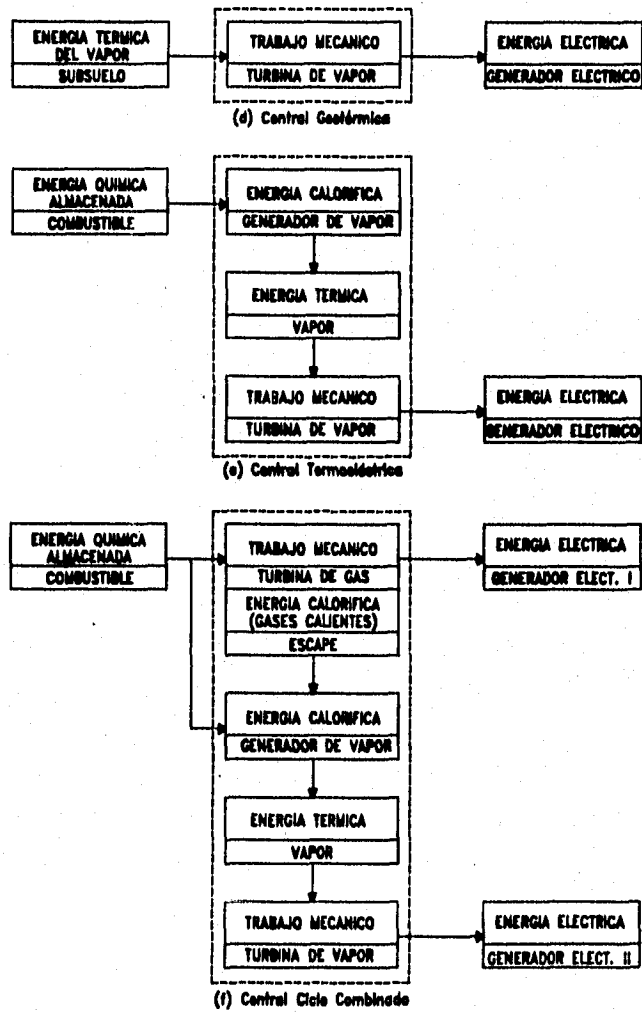 ENERGIA TERMICA
DEL VAPOR
SUBSUELO
TRABAJO MECANICO
TURBINA DE VAPOR
ENERGIA ELECTRICA
GENERADOR ELECTRICO
(d) Central Geotérmica
ENERGIA QUIMICA
ALMACENADA
COMBUSTIBLE
ENERGIA CALORIFICA
GENERADOR DE VAPOR
ENERGIA TERMICA
VAPOR
TRABAJO MECANICO
TURBINA DE VAPOR
ENERGIA ELECTRICA
GENERADOR ELECTRICO
(e) Central Termoeléctrica
ENERGIA QUIMICA
ALMACENADA
COMBUSTIBLE
TRABAJO MECANICO
TURBINA DE GAS
ENERGIA CALORIFICA
(GASES CALIENTES)
ESCAPE
ENERGIA ELECTRICA
GENERADOR ELECT. I
ENERGIA CALORIFICA
GENERADOR DE VAPOR
ENERGIA TERMICA
VAPOR
TRABAJO MECANICO
TURBINA DE VAPOR
ENERGIA ELECTRICA
GENERADOR ELECT. II
(f) Central Ciclo Combinado